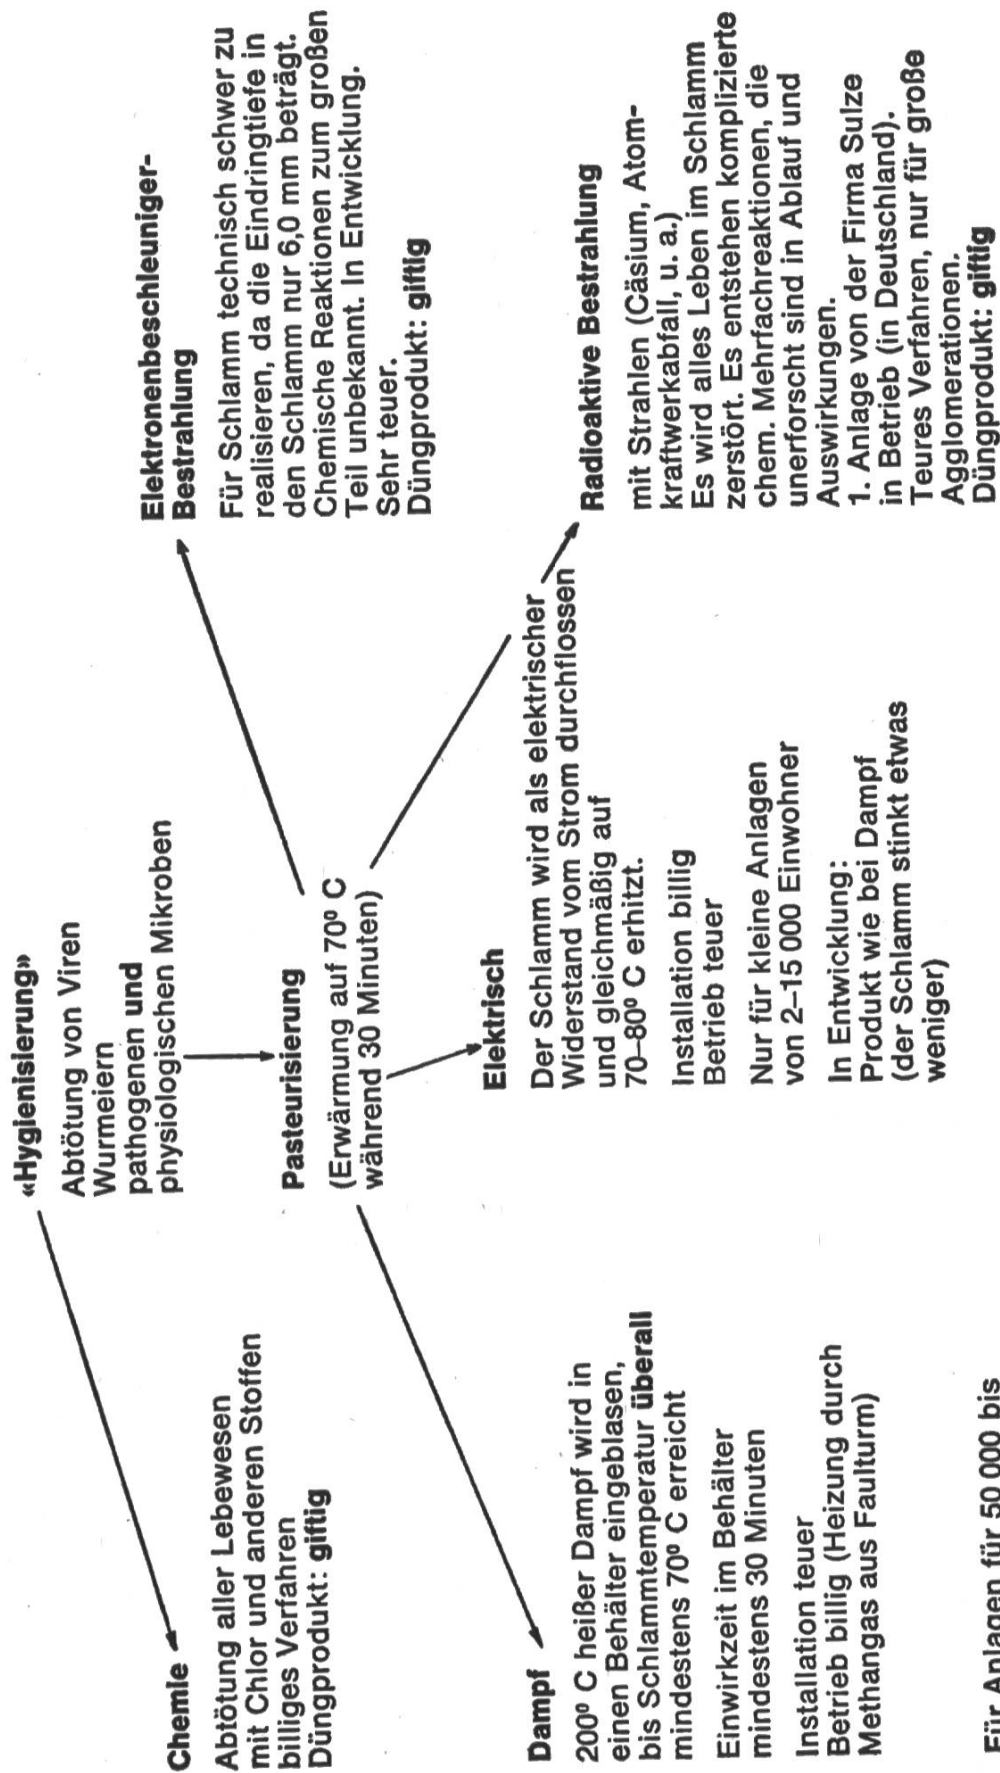 «Hygienisierung»
Abtötung von Viren
Wurmeiern
pathogenen und
physiologischen Mikroben
Chemie
Abtötung aller Lebewesen
mit Chlor und anderen Stoffen
billiges Verfahren
Düngprodukt: giftig
Pasteurisierung
(Erwärmung auf 70⁰ C
während 30 Minuten)
Elektronenbeschleuniger-
Bestrahlung
Für Schlamm technisch schwer zu
realisieren, da die Eindringtiefe in
den Schlamm nur 6,0 mm beträgt.
Chemische Reaktionen zum großen
Teil unbekannt. In Entwicklung.
Sehr teuer.
Düngprodukt: giftig
Dampf
200⁰ C heißer Dampf wird in
einen Behälter eingeblasen,
bis Schlammtemperatur überall
mindestens 70⁰ C erreicht
Einwirkzeit im Behälter
mindestens 30 Minuten
Installation teuer
Betrieb billig (Heizung durch
Methangas aus Faulturm)
Für Anlagen für 50 000 bis
Elektrisch
Der Schlamm wird als elektrischer
Widerstand vom Strom durchflossen
und gleichmäßig auf
70–80⁰ C erhitzt.
Installation billig
Betrieb teuer
Nur für kleine Anlagen
von 2–15 000 Einwohner
In Entwicklung:
Produkt wie bei Dampf
(der Schlamm stinkt etwas
weniger)
Radioaktive Bestrahlung
mit Strahlen (Cäsium, Atom-
kraftwerkabfall, u. a.)
Es wird alles Leben im Schlamm
zerstört. Es entstehen komplizierte
chem. Mehrfachreaktionen, die
unerforscht sind in Ablauf und
Auswirkungen.
1. Anlage von der Firma Sulze
in Betrieb (in Deutschland).
Teures Verfahren, nur für große
Agglomerationen.
Düngprodukt: giftig